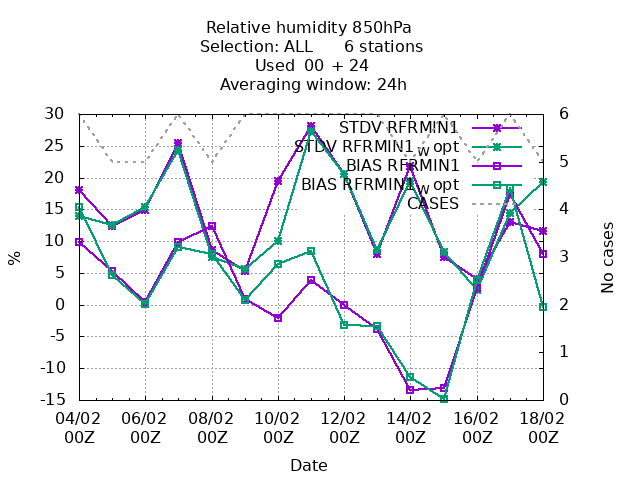 Relative humidity 850hPa
Selection: ALL 6 stations
Used 00 + 24
Averaging window: 24h
30
25
20
15
10
5
0
-5
-10
-15
%
6
5
4
3
2
1
0
No cases
STDV RFRMIN1
STDV RFRMIN1_w opt
BIAS RFRMIN1
BIAS RFRMIN1_w opt
CASES
04/02 06/02 08/02 10/02 12/02 14/02 16/02 18/02
00Z 00Z 00Z 00Z 00Z 00Z 00Z 00Z
Date